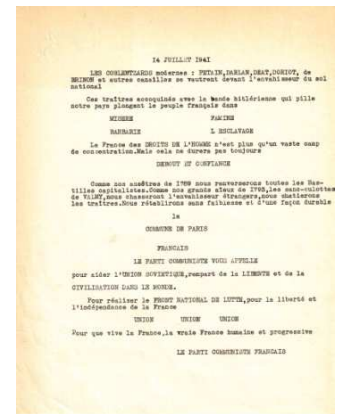 14 JUILLET 1941
LES COBLENTZARDS modernes : PETAIN,DARLAN,DEAT,DORIOT, de
BRINON et autres canailles se vautrent devant l'envahisseur du sol
national
Ces traîtres acoquinés avec la bande hitlérienne qui pille
notre pays plongent le peuple français dans
MISERE FAMINE
BARBARIE L ESCLAVAGE
La France des DROITS DE L'HOMME n'est plus qu'un vaste camp
de concentration.Mais cela ne durera pas toujours
DEBOUT ET CONFIANCE
Comme nos ancêtres de 1789 nous renverserons toutes les Bas-
tilles capitalistes.Comme nos grands aieux de 1793,les sans-culottes
de VALMY,nous chasseront l'envahisseur étrangers,nous chatierons
les traîtres.Nous rétablirons sans faiblesse et d'une façon durable
la
COMMUNE DE PARIS
FRANCAIS
LE PARTI COMMUNISTE VOUS APPELLE
pour aider l'UNION SOVIETIQUE,rempart de la LIBERTE et de la
CIVILISATION DANS LE MONDE.
Pour réaliser le FRONT NATIONAL DE LUTTE,pour la liberté et
l'indépendance de la France
UNION UNION UNION
Pour que vive la France,la vraie France humaine et progressive
LE PARTI COMMUNISTE FRANCAIS